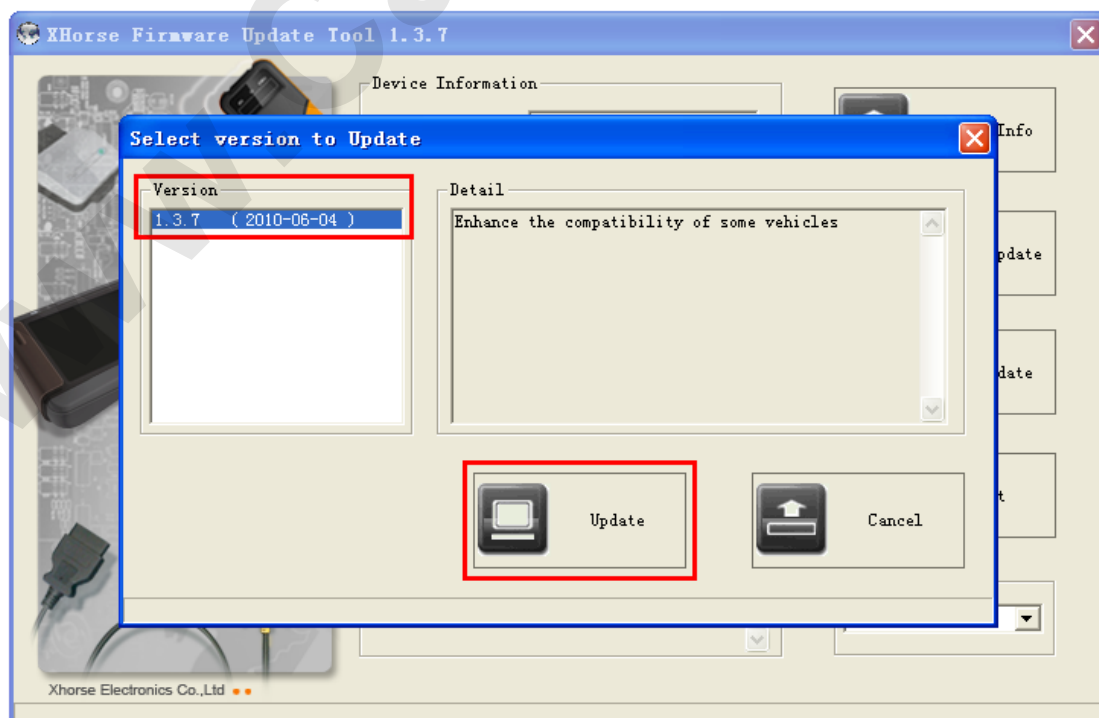 XHorse Firmware Update Tool 1.3.7
Device Information
Info
Select version to Update
Version
Detail
1.3.7 ( 2010-06-04 )
Enhance the compatibility of some vehicles
pdate
date
t
Update
Cancel
Xhorse Electronics Co.,Ltd